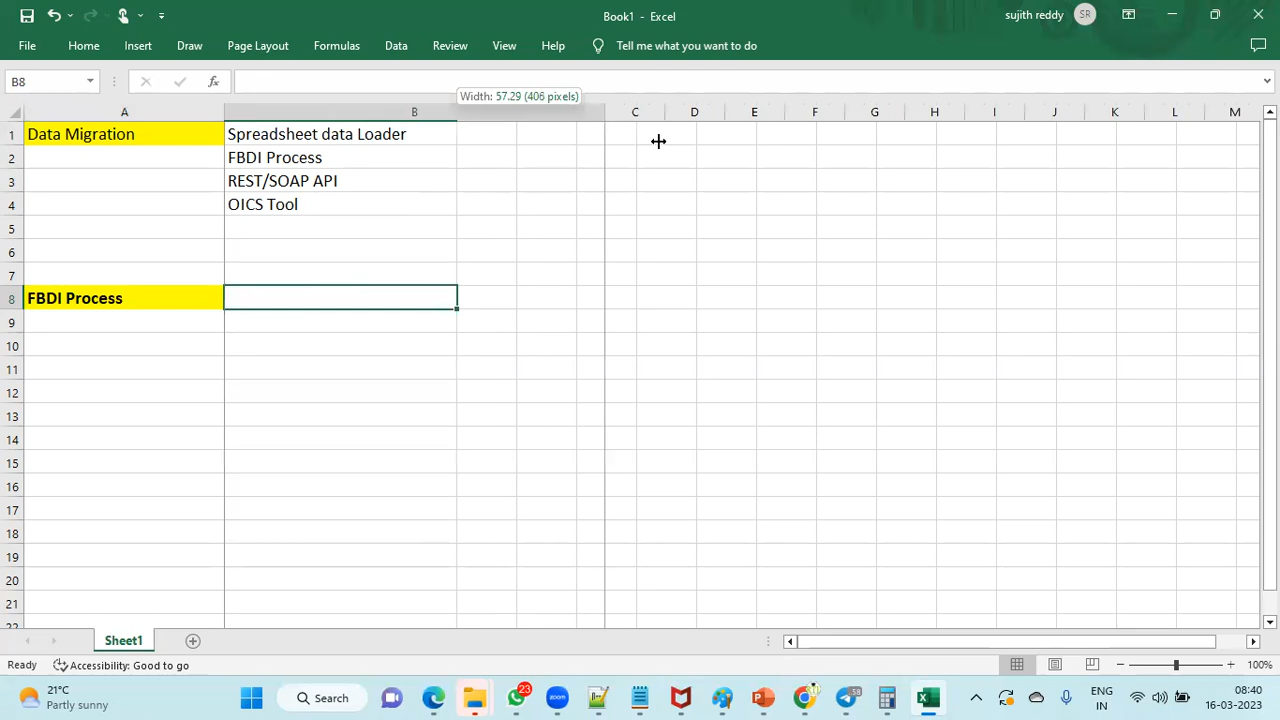 Book1 - Excel
sujith reddy
SR
File Home Insert Draw Page Layout Formulas Data Review View Help Tell me what you want to do
B8
fx
Width: 57.29 (406 pixels)
A B C D E F G H I J K L M
1 Data Migration Spreadsheet data Loader
2 FBDI Process
3 REST/SOAP API
4 OICS Tool
5
6
7
8 FBDI Process
9
10
11
12
13
14
15
16
17
18
19
20
21
22
Sheet1
Ready Accessibility: Good to go 100%
21°C
Partly sunny
Search
23
58
ENG
IN
08:40
16-03-2023